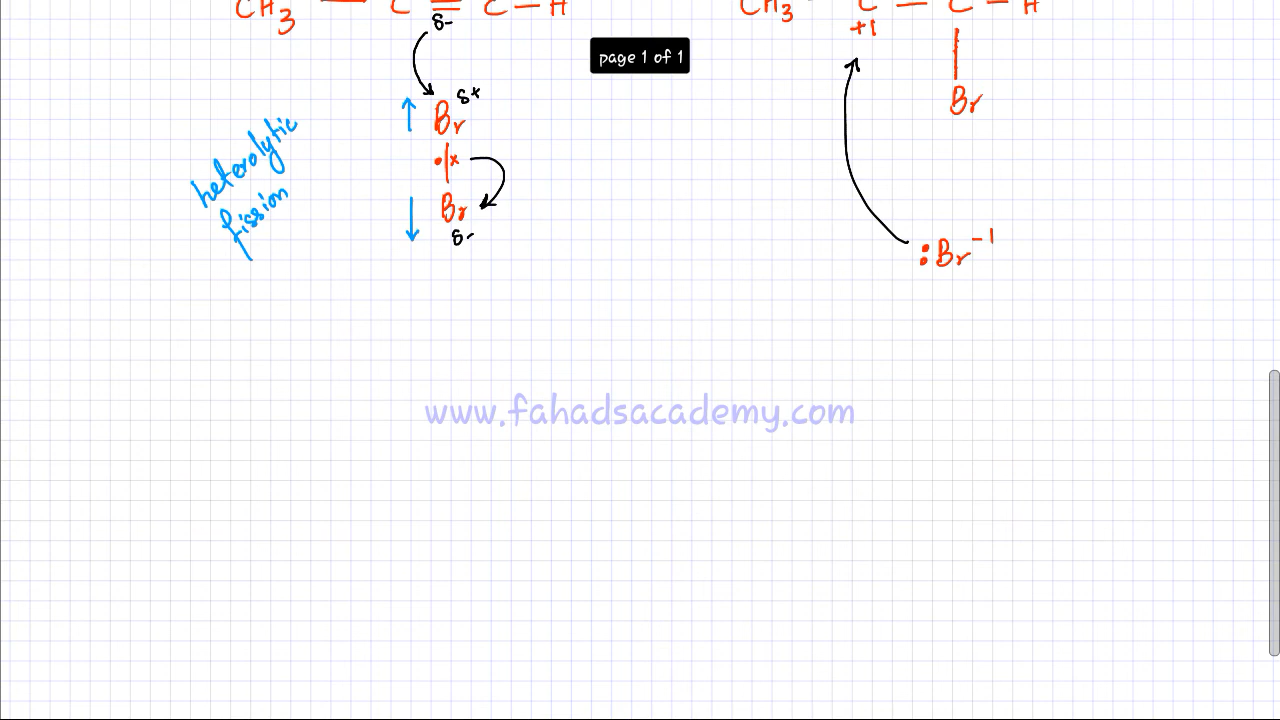 CH3 — C = C — H
CH3 — C — C — H
δ-
+1
page 1 of 1
δ+
Br
Br
heterolytic
fission
Br
δ-
:Br-1
www.fahadsacademy.com